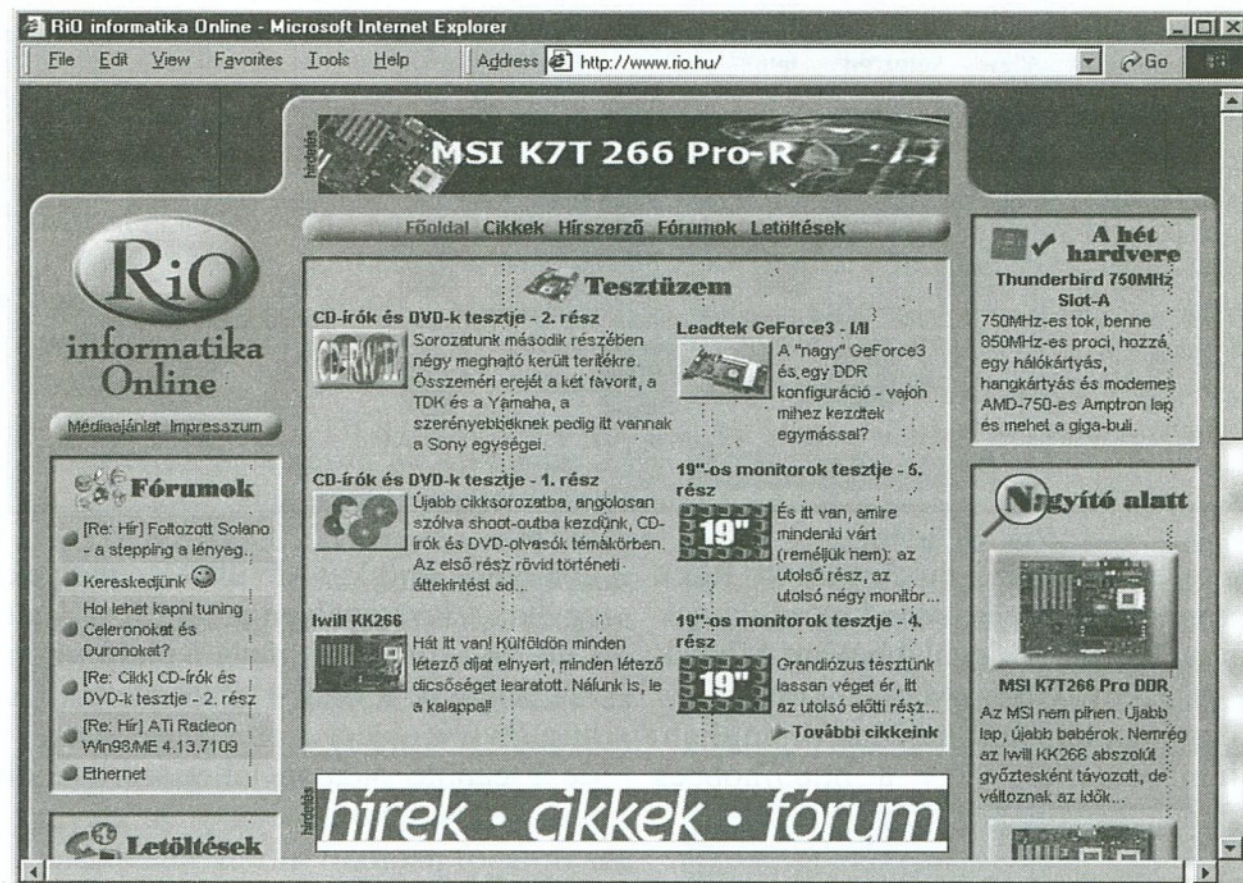 RiO informatika Online - Microsoft Internet Explorer
File Edit View Favorites Tools Help Address http://www.rio.hu/ Go
hirdetés
MSI K7T 266 Pro-R
RiO
informatika
Online
Médiaajánlat Impresszum
Fórumok
[Re: Hír] Foltozott Solano
- a stepping a lényeg..
Kereskedjünk
Hol lehet kapni tuning
Celeronokat és
Duronokat?
[Re: Cikk] CD-írók és
DVD-k tesztje - 2. rész
[Re: Hír] ATi Radeon
Win98/ME 4.13.7109
Ethernet
Letöltések
Főoldal Cikkek Hírszerző Fórumok Letöltések
Tesztüzem
CD-írók és DVD-k tesztje - 2. rész
CD-RW
Sorozatunk második részében
négy meghajtó került terítékre.
Összeméri erejét a két favorit, a
TDK és a Yamaha, a
szerényebbeknek pedig itt vannak
a Sony egységei.
CD-írók és DVD-k tesztje - 1. rész
Újabb cikksorozatba, angolosan
szólva shoot-outba kezdünk, CD-
írók és DVD-olvasók témakörben.
Az első rész rövid történeti
áttekintést ad...
Iwill KK266
Hát itt van! Külföldön minden
létező díjat elnyert, minden létező
dicsőséget learatott. Nálunk is, le
a kalappal!
Leadtek GeForce3 - I/II
A "nagy" GeForce3
és egy DDR
konfiguráció - vajon
mihez kezdtek
egymással?
19"-os monitorok tesztje - 5.
rész
19"
És itt van, amire
mindenki várt
(reméljük nem): az
utolsó rész, az
utolsó négy monitor...
19"-os monitorok tesztje - 4.
rész
19"
Grandiózus tesztünk
lassan véget ér, itt
az utolsó előtti rész...
További cikkeink
hirdetés
hírek • cikkek • fórum
A hét
hardvere
Thunderbird 750MHz
Slot-A
750MHz-es tok, benne
850MHz-es proci, hozzá
egy hálókártyás,
hangkártyás és modemes
AMD-750-es Amptron lap
és mehet a giga-buli.
Nagyító alatt
MSI K7T266 Pro DDR
Az MSI nem pihen. Újabb
lap, újabb babérok. Nemrég
az Iwill KK266 abszolút
győztesként távozott, de
változnak az idők...